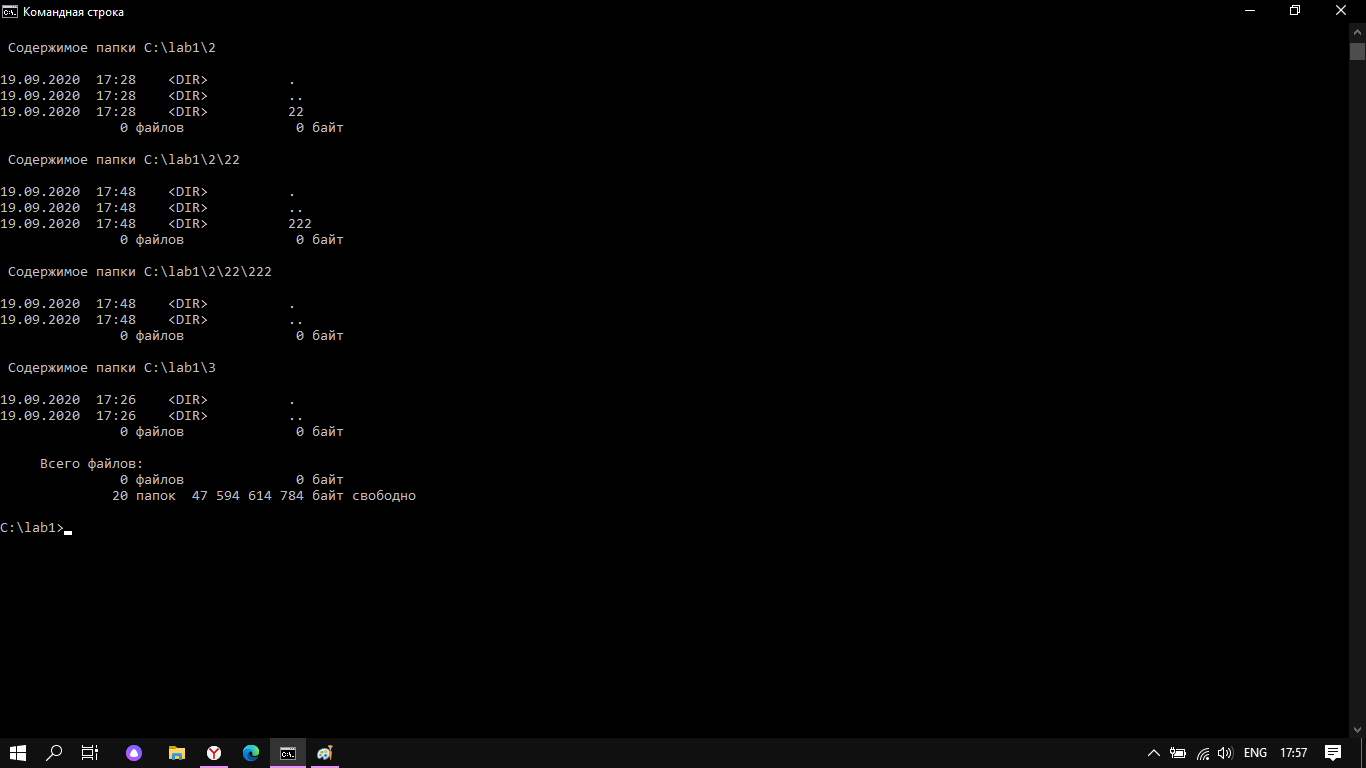 Командная строка
Содержимое папки C:\lab1\2
19.09.2020  17:28    <DIR>          .
19.09.2020  17:28    <DIR>          ..
19.09.2020  17:28    <DIR>          22
0 файлов              0 байт
Содержимое папки C:\lab1\2\22
19.09.2020  17:48    <DIR>          .
19.09.2020  17:48    <DIR>          ..
19.09.2020  17:48    <DIR>          222
0 файлов              0 байт
Содержимое папки C:\lab1\2\22\222
19.09.2020  17:48    <DIR>          .
19.09.2020  17:48    <DIR>          ..
0 файлов              0 байт
Содержимое папки C:\lab1\3
19.09.2020  17:26    <DIR>          .
19.09.2020  17:26    <DIR>          ..
0 файлов              0 байт
Всего файлов:
0 файлов              0 байт
20 папок  47 594 614 784 байт свободно
C:\lab1>
ENG 17:57